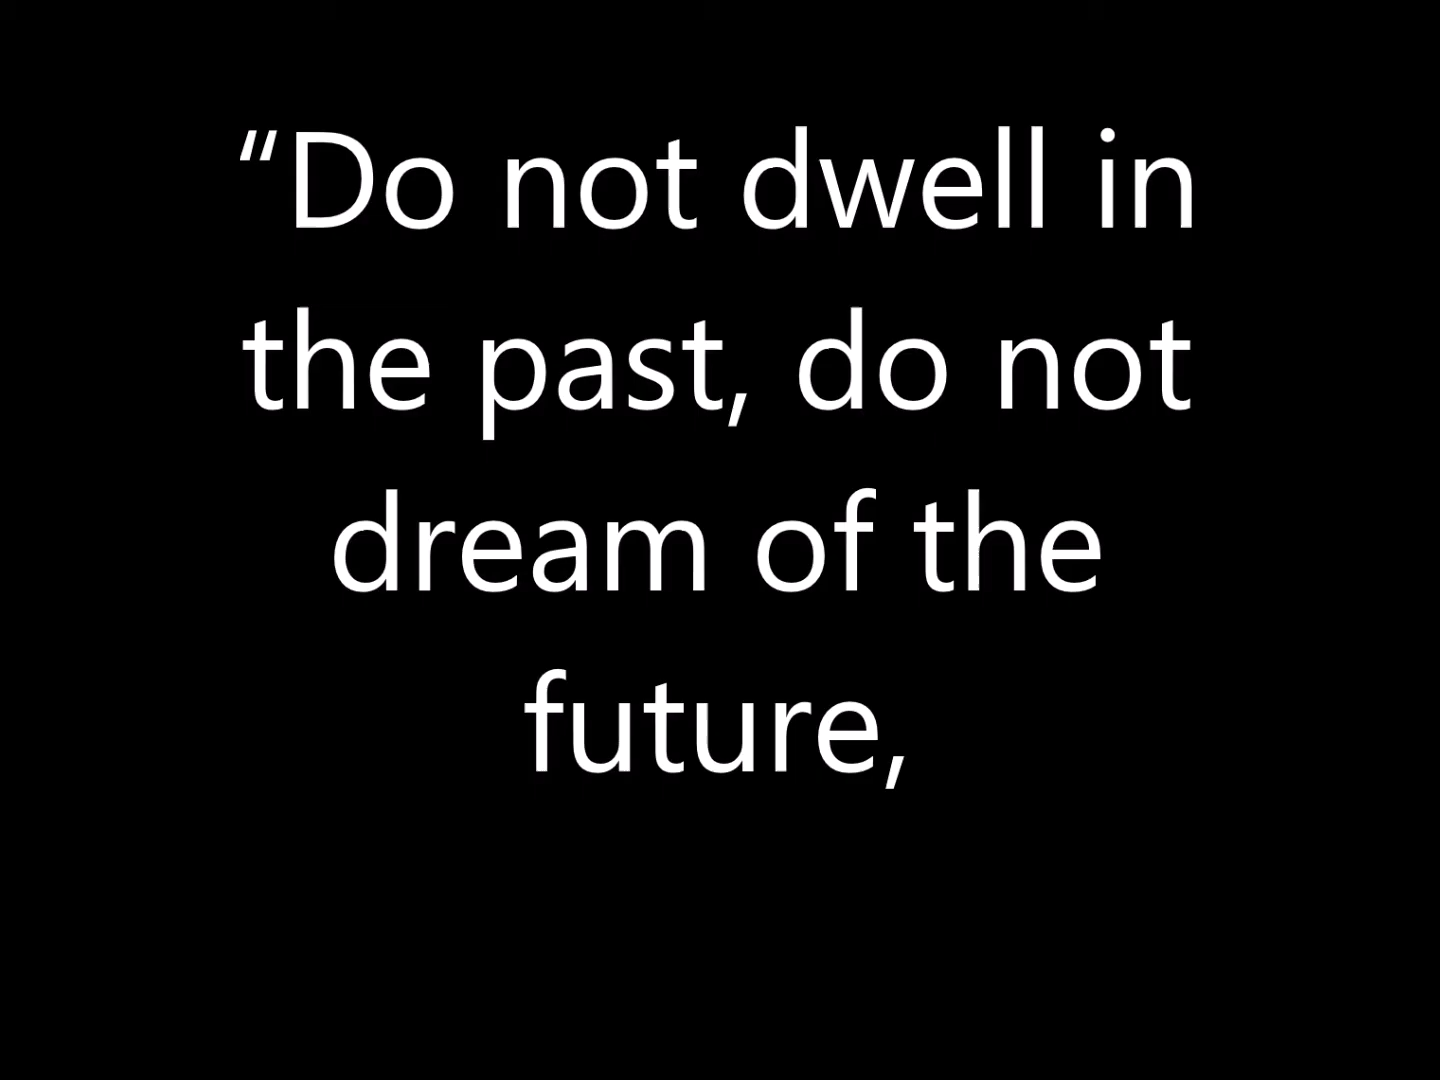 “Do not dwell in
the past, do not
dream of the
future,